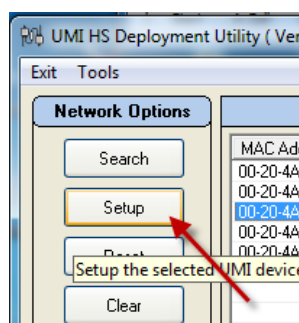 UMI HS Deployment Utility ( Ver
Exit Tools
Network Options
Search
MAC Ad
00-20-4A
00-20-4A
Setup
00-20-4A
00-20-4A
00-20-4A
Setup the selected UMI device
Clear